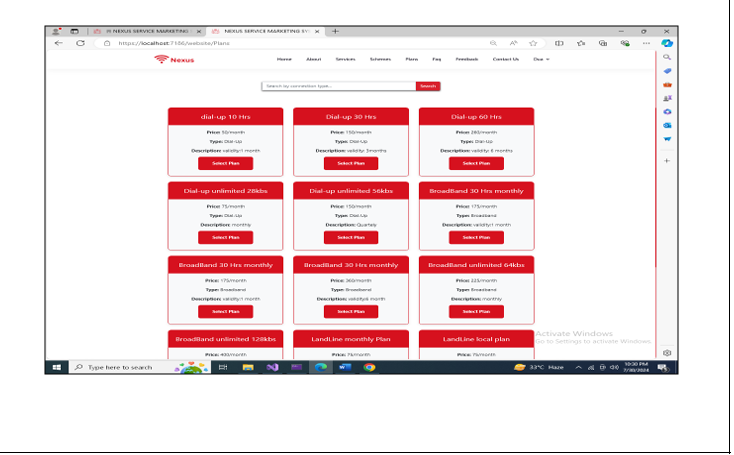 NEXUS SERVICE MARKETING
NEXUS SERVICE MARKETING SY
https://localhost:7186/website/Plans
Nexus
Home About Services Schemes Plans Faq Feedback Contact Us
Search by connection type...
Search
dial-up 10 Hrs
Price: 50/month
Type: Dial-Up
Description: validity:1 month
Select Plan
Dial-up 30 Hrs
Price: 150/month
Type: Dial-Up
Description: validity: 3months
Select Plan
Dial-up 60 Hrs
Price: 260/month
Type: Dial-Up
Description: validity: 6 months
Select Plan
Dial-up unlimited 28kbs
Price: 75/month
Type: Dial-Up
Description: monthly
Select Plan
Dial-up unlimited 56kbs
Price: 150/month
Type: Dial-Up
Description: Quartely
Select Plan
BroadBand 30 Hrs monthly
Price: 175/month
Type: Broadband
Description: validity:1 month
Select Plan
BroadBand 30 Hrs monthly
Price: 175/month
Type: Broadband
Description: validity:1 month
Select Plan
BroadBand 30 Hrs monthly
Price: 360/month
Type: Broadband
Description: validity:6 month
Select Plan
BroadBand unlimited 64kbs
Price: 225/month
Type: Broadband
Description: monthly
Select Plan
BroadBand unlimited 128kbs
Price: 400/month
LandLine monthly Plan
Price: 75/month
LandLine local plan
Price: 75/month
Activate Windows
Go to Settings to activate Windows.
Type here to search
33°C Haze
10:30 PM
7/30/2024